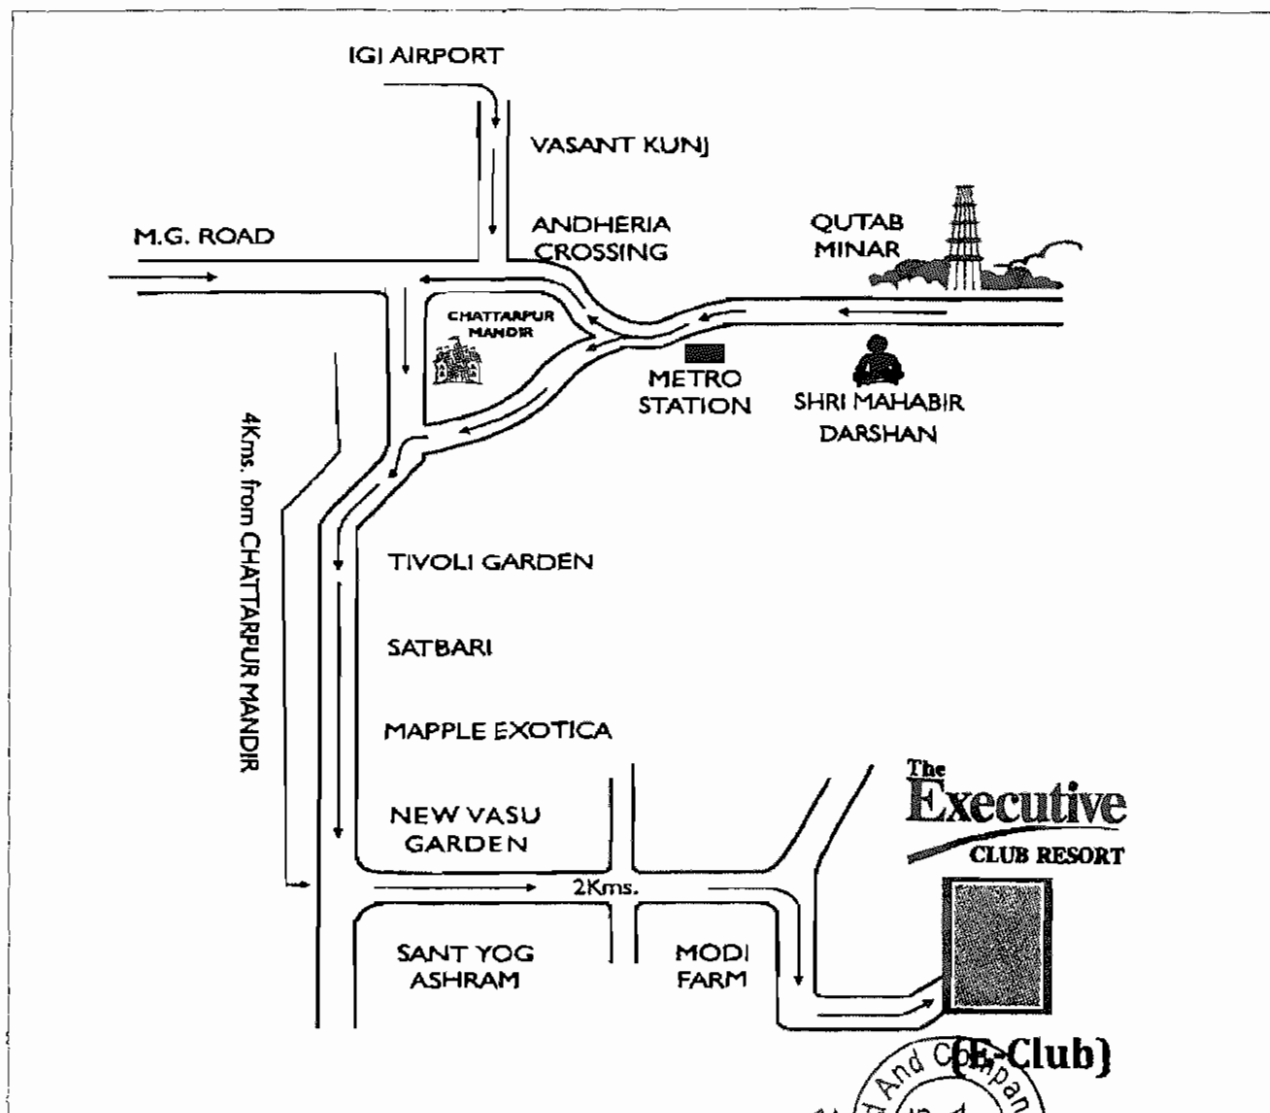 IGI AIRPORT
VASANT KUNJ
M.G. ROAD
ANDHERIA
CROSSING
QUTAB
MINAR
CHATTARPUR
MANDIR
METRO
STATION
SHRI MAHABIR
DARSHAN
4Kms. from CHATTARPUR MANDIR
TIVOLI GARDEN
SATBARI
MAPPLE EXOTICA
NEW VASU
GARDEN
The
Executive
CLUB RESORT
2Kms.
SANT YOG
ASHRAM
MODI
FARM
(E-Club)
And Compan